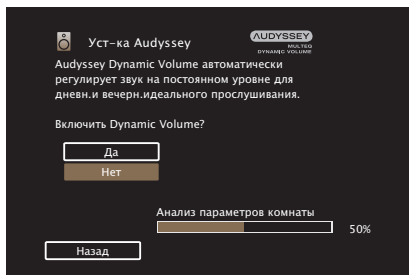 Уст-ка Audyssey
AUDYSSEY
MULTEQ
DYNAMIC VOLUME
Audyssey Dynamic Volume автоматически
регулирует звук на постоянном уровне для
дневн.и вечерн.идеального прослушивания.
Включить Dynamic Volume?
Да
Нет
Анализ параметров комнаты
50%
Назад